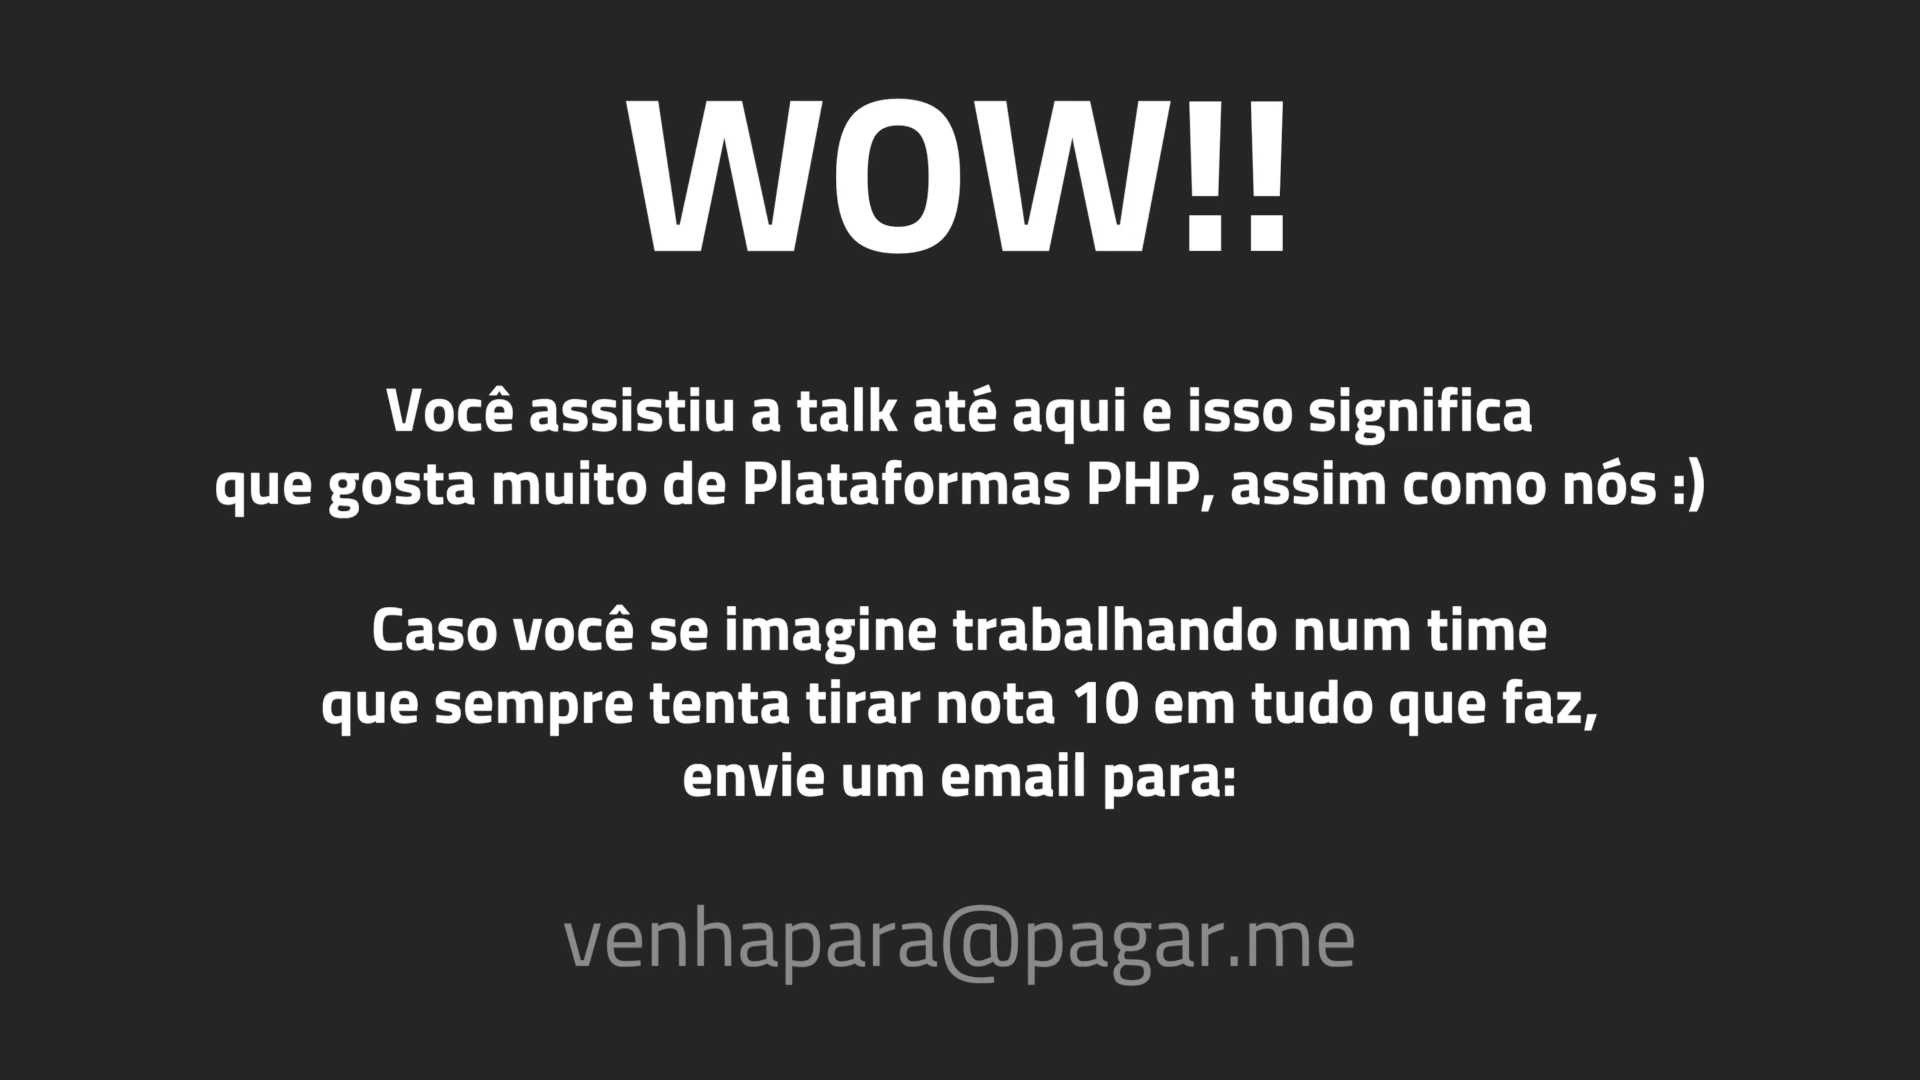 WOW!!
Você assistiu a talk até aqui e isso significa
que gosta muito de Plataformas PHP, assim como nós :)
Caso você se imagine trabalhando num time
que sempre tenta tirar nota 10 em tudo que faz,
envie um email para:
venhapara@pagar.me